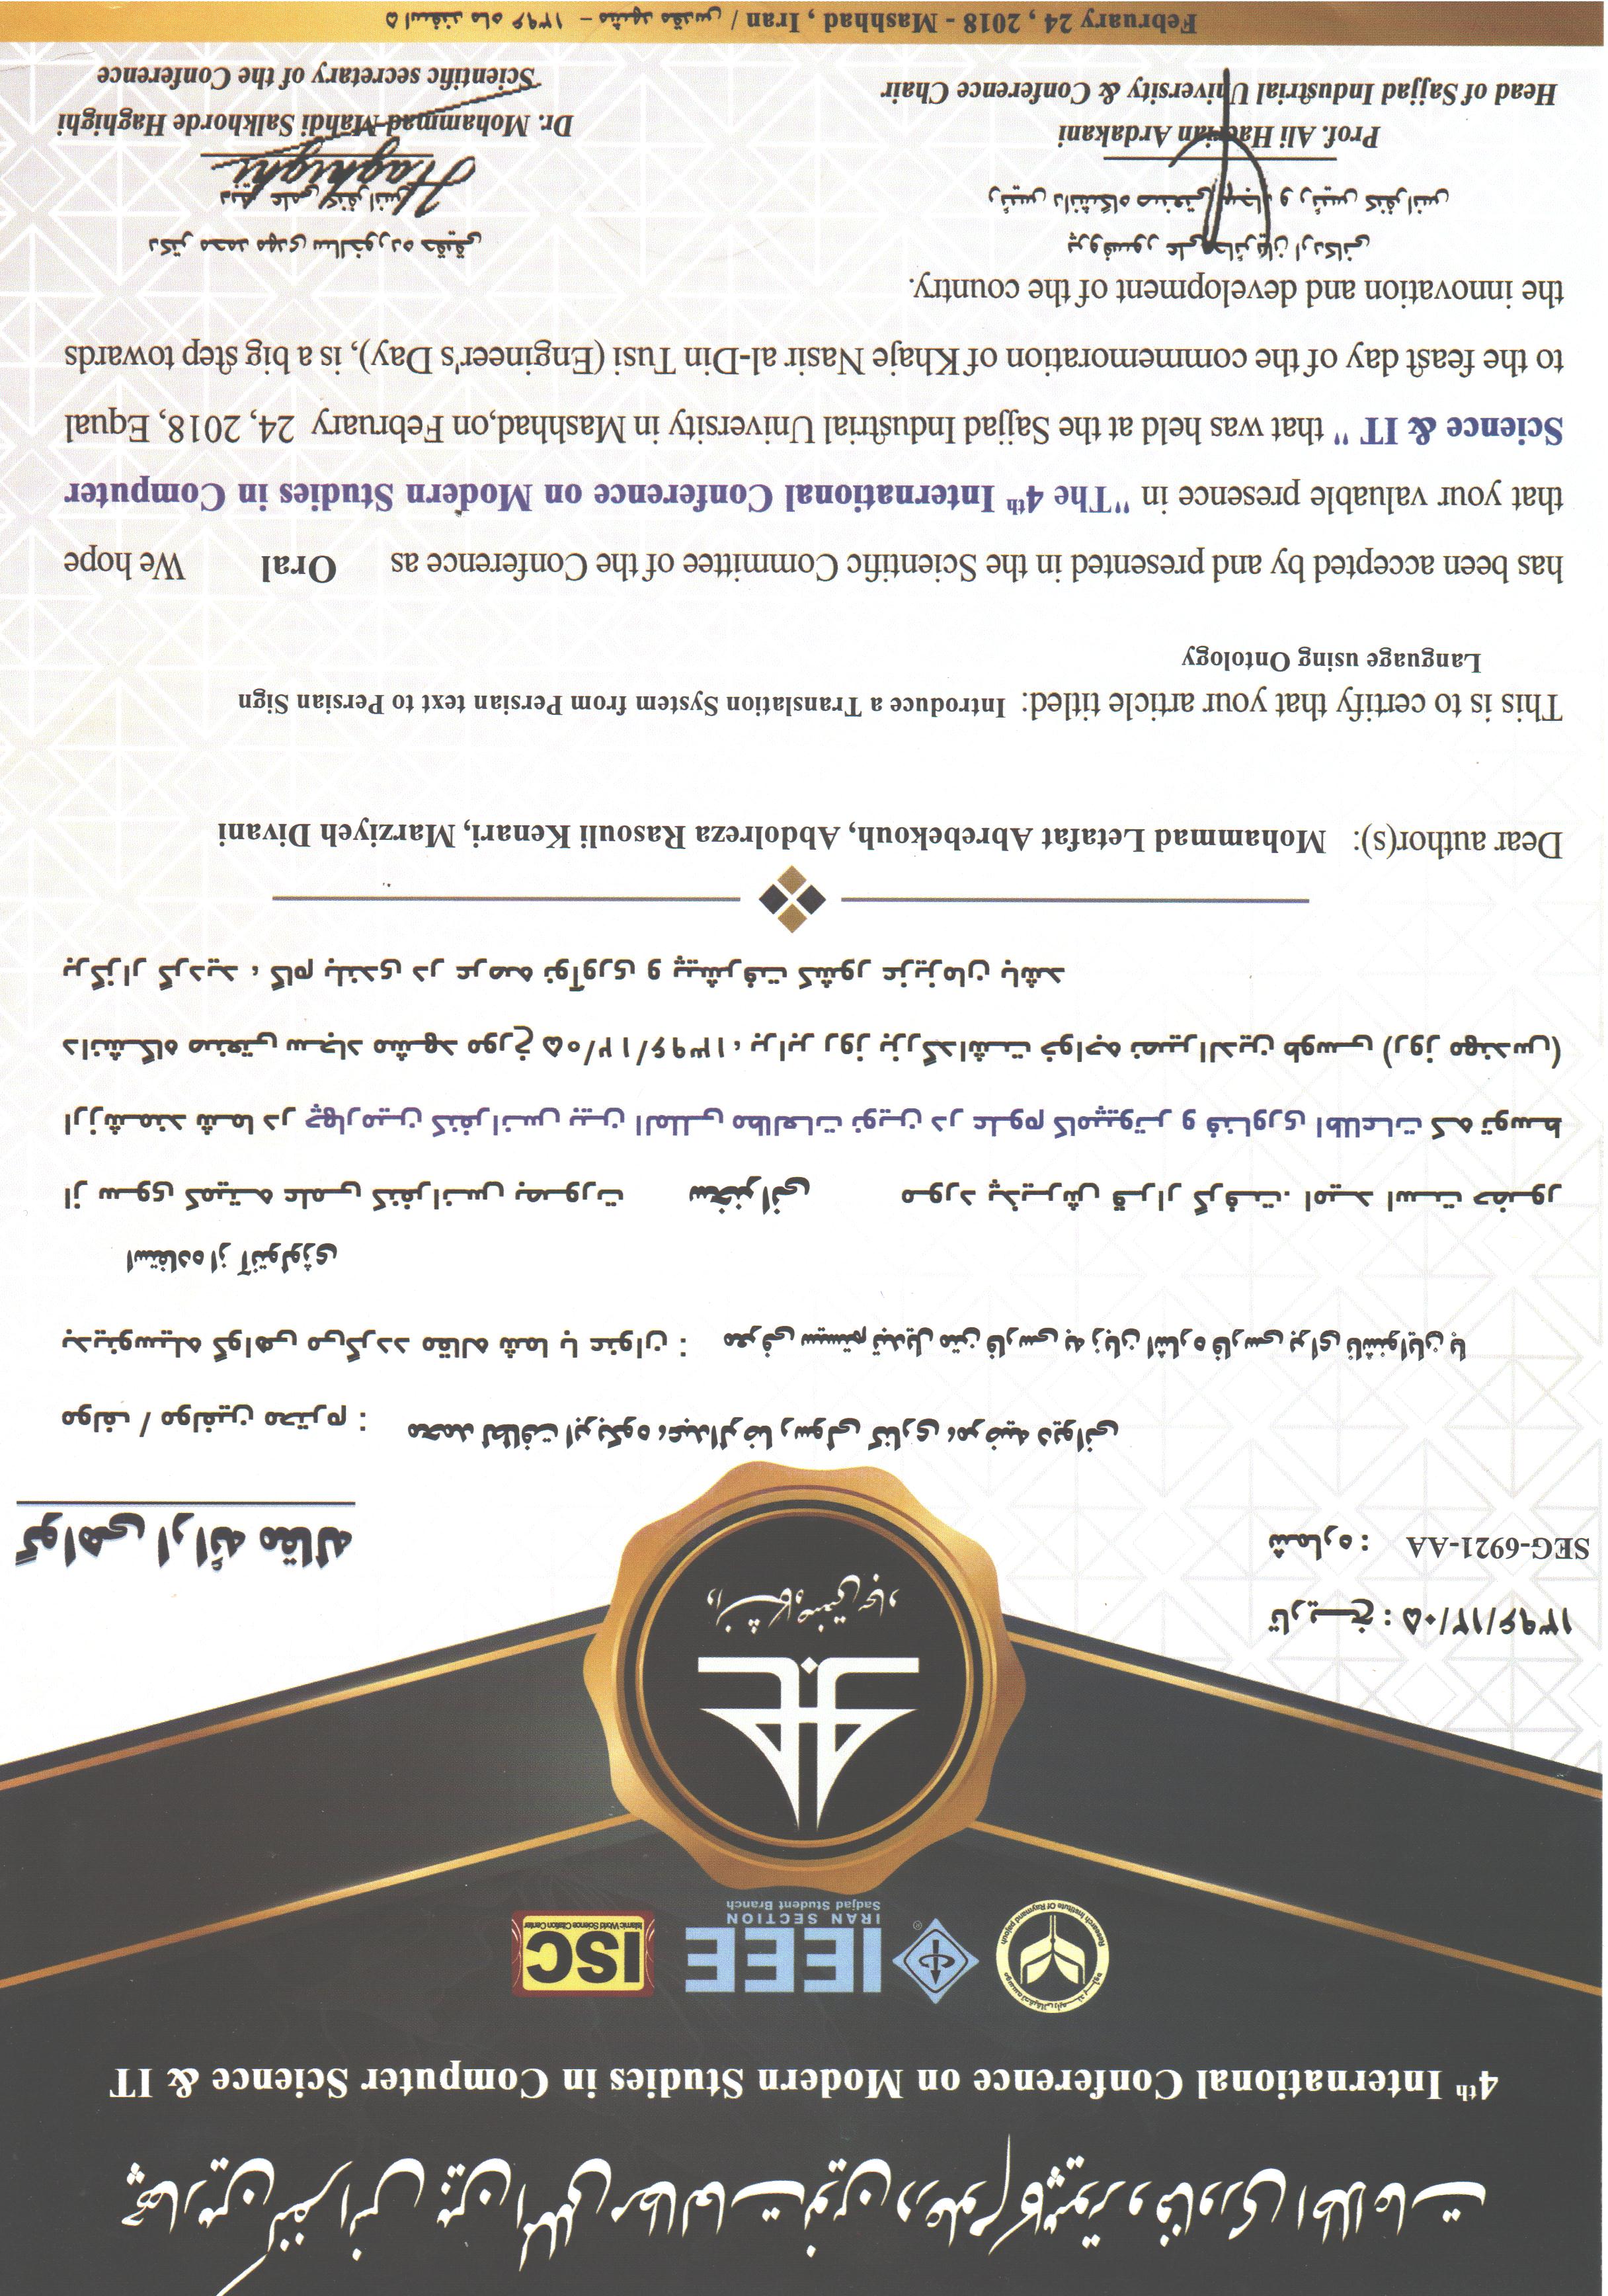 چهارمین کنفرانس بین المللی مطالعات نوین در علوم کامپیوتر و فناوری اطلاعات
4th International Conference on Modern Studies in Computer Science & IT
موسسه تحقیقاتی رایمند پژوه
Research Institute Of Raymand pajouh
IEEE
IRAN SECTION
Sadjad Student Branch
ISC
Islamic World Science Citation Center
دانشگاه صنعتی سجاد
تاریخ : ۱۳۹۶/۱۲/۰۵
شماره : SEG-6921-AA
گواهی ارائه مقاله
مولف / مولفین محترم : محمد لطافت ابربکوه ،عبدالرضا رسولی کناری ،مرضیه دیوانی
بدینوسیله گواهی می‌گردد مقاله شما با عنوان : معرفی سیستم تبدیل متن فارسی به زبان اشاره فارسی برای ناشنوایان با
استفاده از آنتولوژی
از سوی کمیته علمی کنفرانس بصورت سخنرانی مورد پذیرش قرار گرفت. امید است حضور
ارزشمند شما در چهارمین کنفرانس بین المللی مطالعات نوین در علوم کامپیوتر و فناوری اطلاعات که توسط
دانشگاه صنعتی سجاد مشهد مورخ ۱۳۹۶/۱۲/۰۵، برابر روز بزرگداشت خواجه نصیرالدین طوسی (روز مهندس)
برگزار گردید ، گام بلندی در عرصه نوآوری و پیشرفت کشور عزیزمان باشد
Dear author(s): Mohammad Letafat Abrebekouh, Abdolreza Rasouli Kenari, Marziyeh Divani
This is to certify that your article titled: Introduce a Translation System from Persian text to Persian Sign
Language using Ontology
has been accepted by and presented in the Scientific Committee of the Conference as Oral We hope
that your valuable presence in "The 4th International Conference on Modern Studies in Computer
Science & IT " that was held at the Sajjad Industrial University in Mashhad,on February 24, 2018, Equal
to the feast day of the commemoration of Khaje Nasir al-Din Tusi (Engineer's Day), is a big step towards
the innovation and development of the country.
دکتر محمد مهدی سالخورده حقیقی
دبیر علمی کنفرانس
Haghighi
Dr. Mohammad Mahdi Salkhorde Haghighi
Scientific secretary of the Conference
پروفسور علی حائریان اردکانی
رئیس دانشگاه صنعتی سجاد و رئیس کنفرانس
Prof. Ali Haerian Ardakani
Head of Sajjad Industrial University & Conference Chair
February 24 , 2018 - Mashhad , Iran / ۵ اسفند ماه ۱۳۹۶ - مشهد مقدس